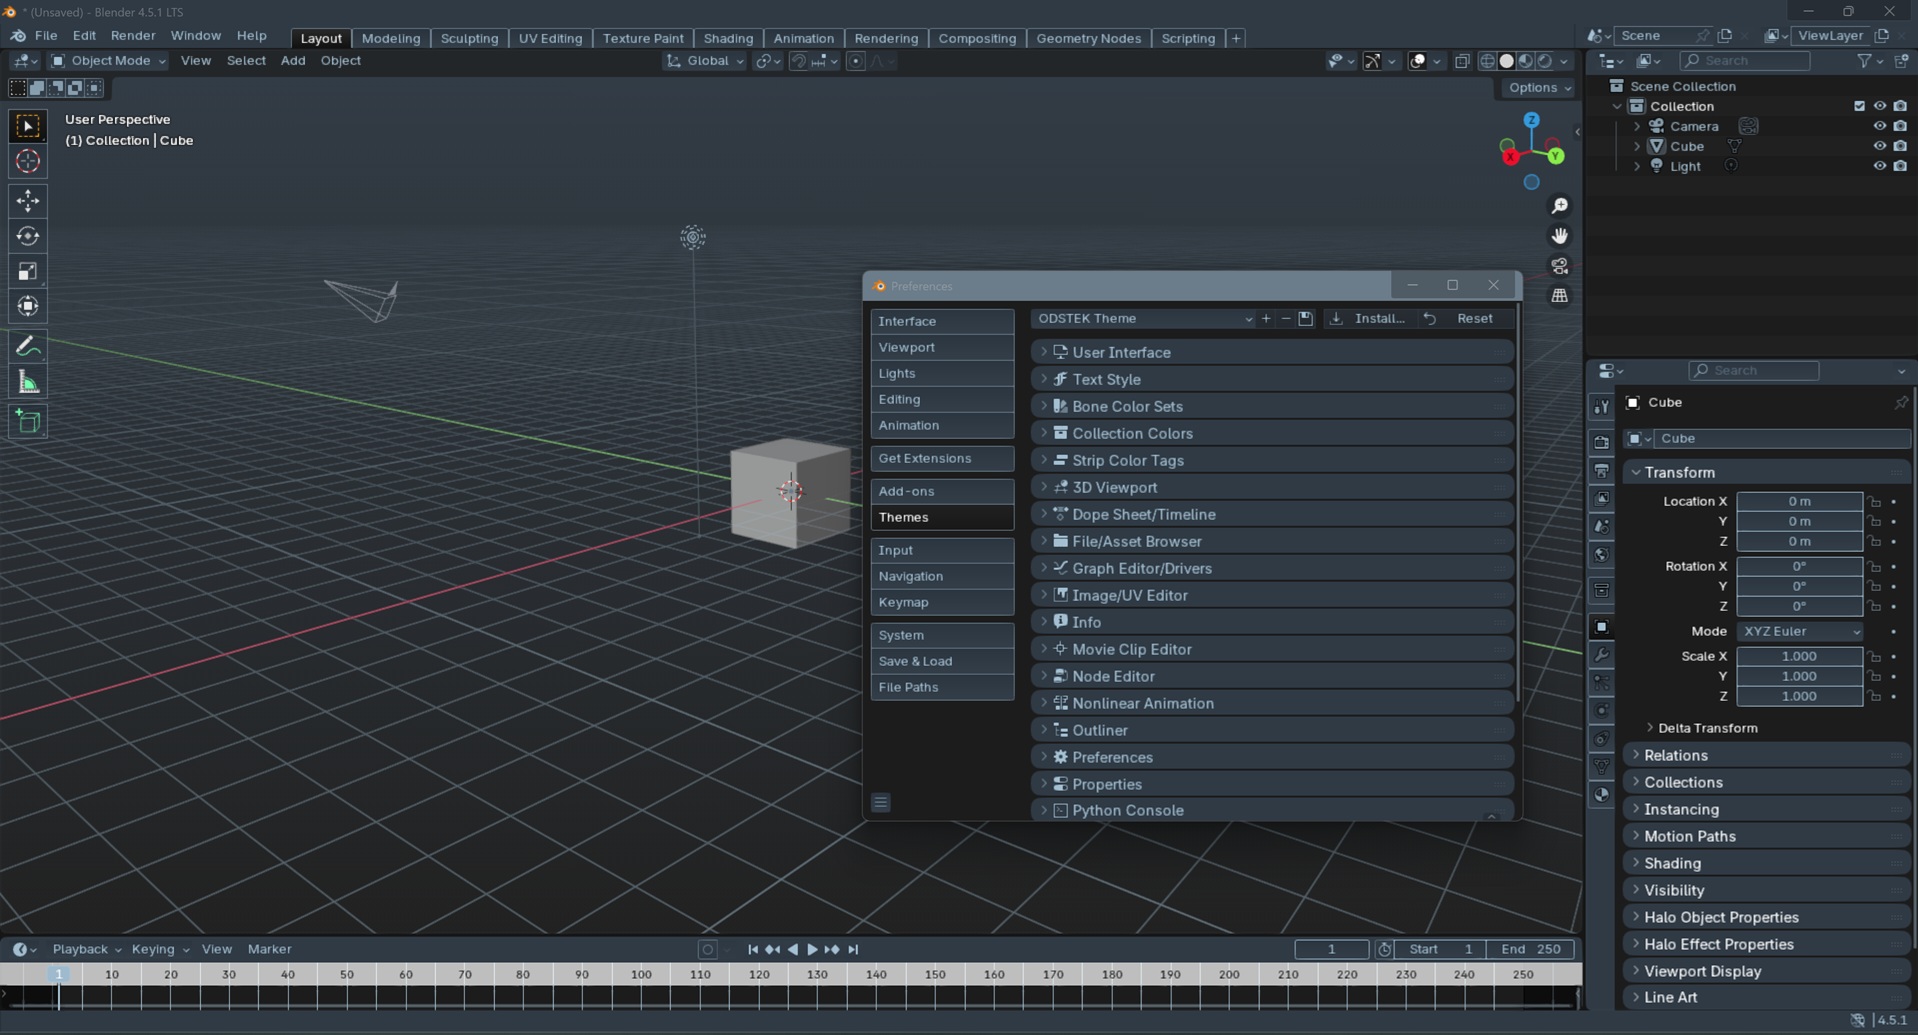 * (Unsaved) - Blender 4.5.1 LTS
File Edit Render Window Help Layout Modeling Sculpting UV Editing Texture Paint Shading Animation Rendering Compositing Geometry Nodes Scripting + Scene ViewLayer
Object Mode View Select Add Object Global Search
Options
User Perspective
(1) Collection | Cube
Z
X
Y
Scene Collection
Collection
Camera
Cube
Light
Preferences
Interface
Viewport
Lights
Editing
Animation
Get Extensions
Add-ons
Themes
Input
Navigation
Keymap
System
Save & Load
File Paths
ODSTEK Theme + − Install... Reset
User Interface
Text Style
Bone Color Sets
Collection Colors
Strip Color Tags
3D Viewport
Dope Sheet/Timeline
File/Asset Browser
Graph Editor/Drivers
Image/UV Editor
Info
Movie Clip Editor
Node Editor
Nonlinear Animation
Outliner
Preferences
Properties
Python Console
Search
Cube
Cube
Transform
Location X 0 m
Y 0 m
Z 0 m
Rotation X 0°
Y 0°
Z 0°
Mode XYZ Euler
Scale X 1.000
Y 1.000
Z 1.000
Delta Transform
Relations
Collections
Instancing
Motion Paths
Shading
Visibility
Halo Object Properties
Halo Effect Properties
Viewport Display
Line Art
Playback Keying View Marker 1 Start 1 End 250
1 10 20 30 40 50 60 70 80 90 100 110 120 130 140 150 160 170 180 190 200 210 220 230 240 250
4.5.1